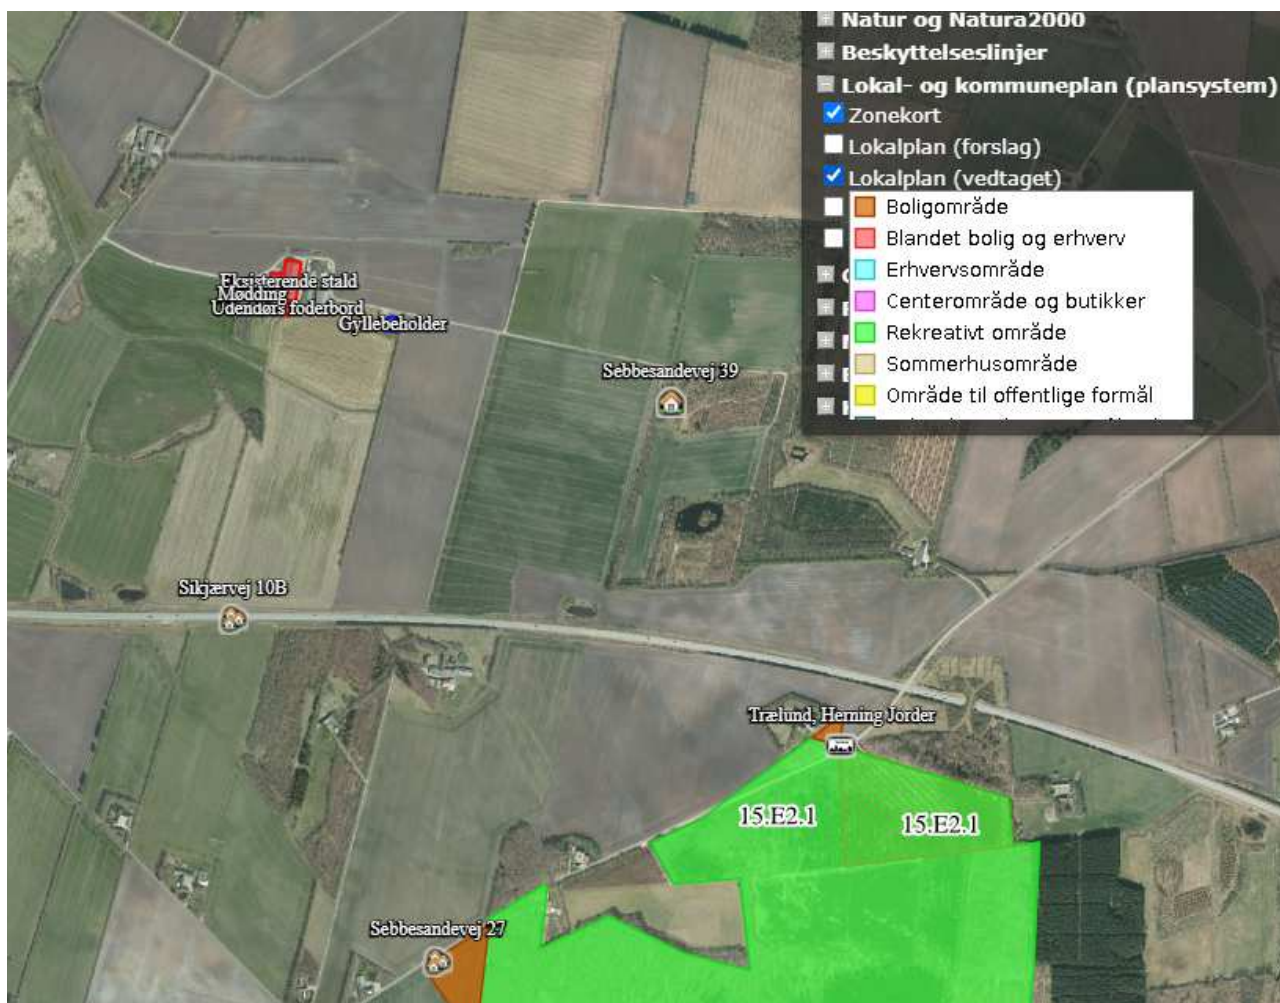 Natur og Natura2000
Beskyttelseslinjer
Lokal- og kommuneplan (plansystem)
Zonekort
Lokalplan (forslag)
Lokalplan (vedtaget)
Boligområde
Blandet bolig og erhverv
Erhvervsområde
Centerområde og butikker
Rekreativt område
Sommerhusområde
Område til offentlige formål
Eksisterende stald
Mødding
Udendørs foderbord
Gyllebeholder
Sebbesandevej 39
Sikjærvej 10B
Trælund, Herning Jorder
15.E2.1
15.E2.1
Sebbesandevej 27